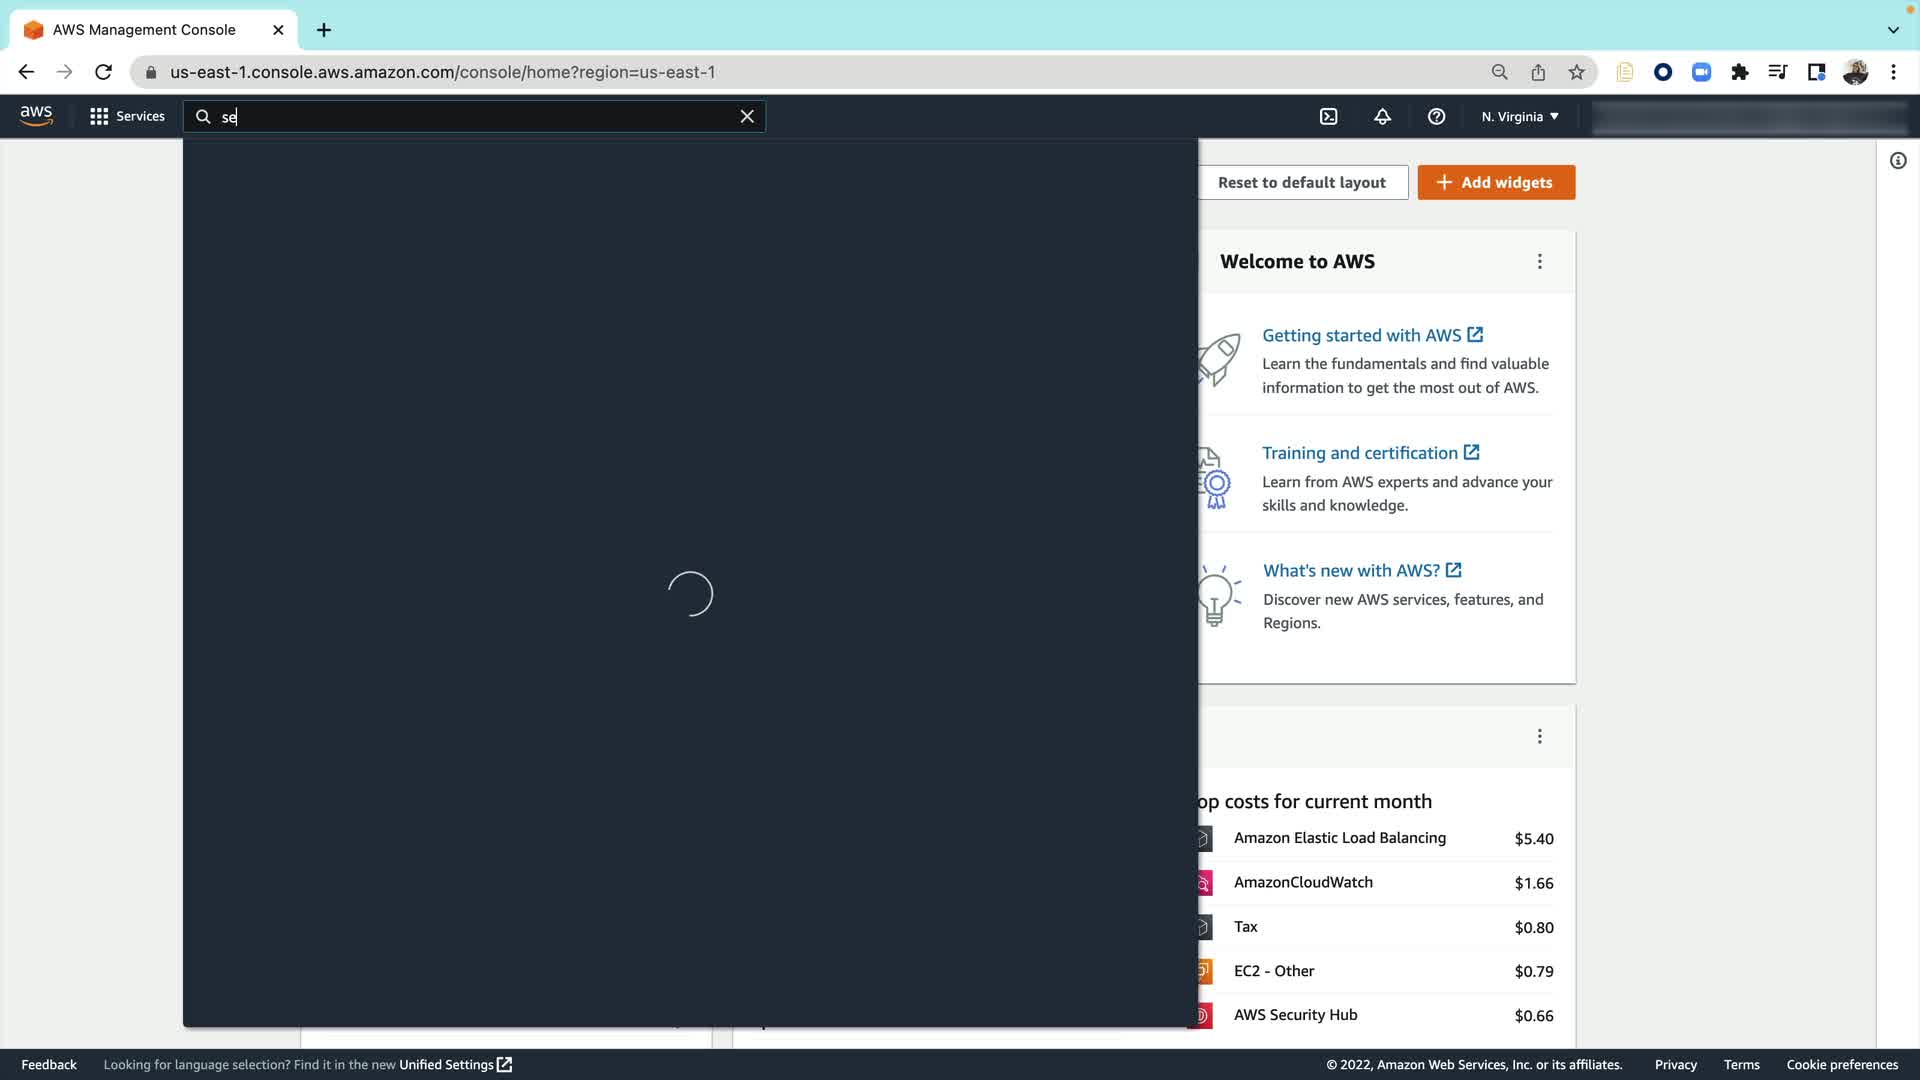 AWS Management Console
us-east-1.console.aws.amazon.com/console/home?region=us-east-1
aws
Services
se
N. Virginia ▼
Reset to default layout
Add widgets
Welcome to AWS
Getting started with AWS
Learn the fundamentals and find valuable
information to get the most out of AWS.
Training and certification
Learn from AWS experts and advance your
skills and knowledge.
What's new with AWS?
Discover new AWS services, features, and
Regions.
op costs for current month
Amazon Elastic Load Balancing $5.40
AmazonCloudWatch $1.66
Tax $0.80
EC2 - Other $0.79
AWS Security Hub $0.66
Feedback
Looking for language selection? Find it in the new Unified Settings
© 2022, Amazon Web Services, Inc. or its affiliates.
Privacy
Terms
Cookie preferences